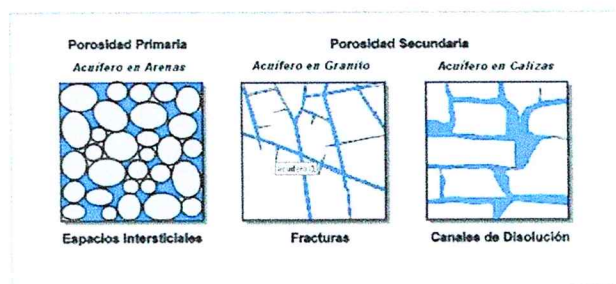 Porosidad Primaria
Porosidad Secundaria
Acuífero en Arenas
Acuífero en Granito
Acuífero en Calizas
Espacios Intersticiales
Fracturas
Canales de Disolución